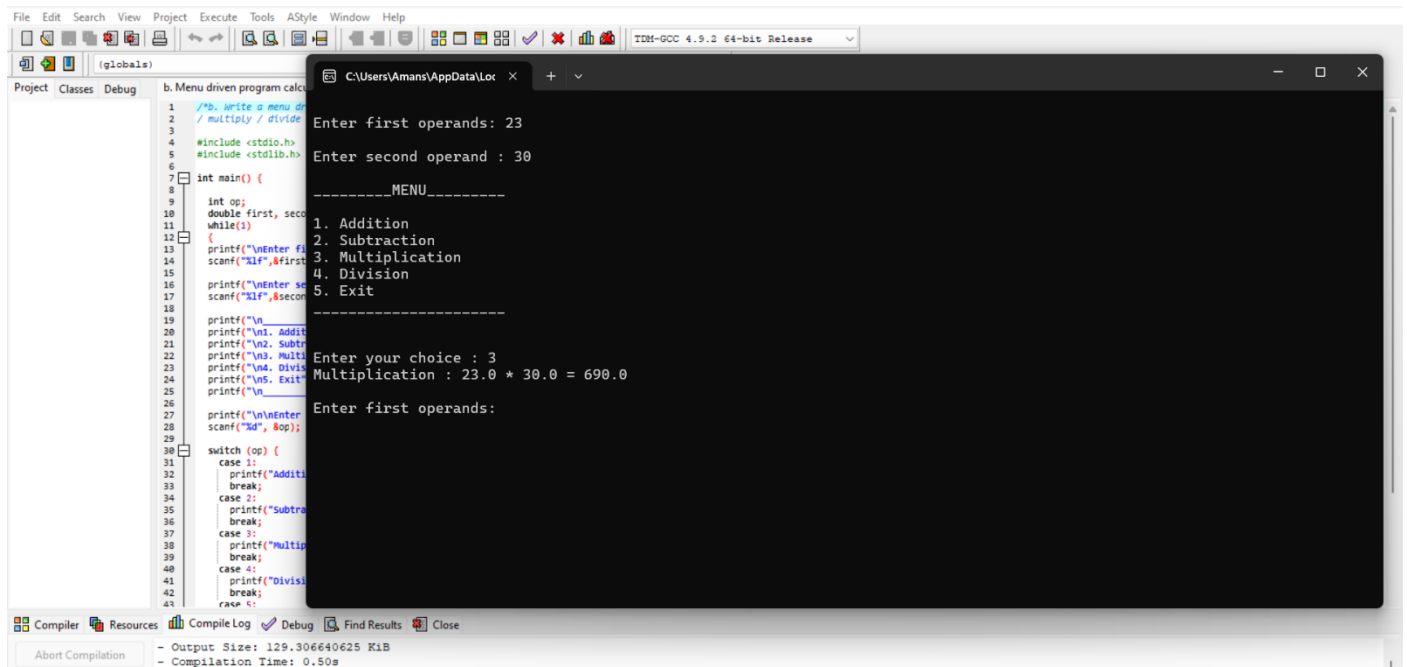 File Edit Search View Project Execute Tools AStyle Window Help
TDM-GCC 4.9.2 64-bit Release
(globals)
Project Classes Debug
b. Menu driven program calcu
1 /*b. Write a menu dr
2 / multiply / divide
3
4 #include <stdio.h>
5 #include <stdlib.h>
6
7 int main() {
8
9 int op;
10 double first, seco
11 while(1)
12 {
13 printf("\nEnter fi
14 scanf("%lf",&first
15
16 printf("\nEnter se
17 scanf("%lf",&secon
18
19 printf("\n_______
20 printf("\n1. Addit
21 printf("\n2. Subtr
22 printf("\n3. Multi
23 printf("\n4. Divis
24 printf("\n5. Exit"
25 printf("\n_______
26
27 printf("\n\nEnter
28 scanf("%d", &op);
29
30 switch (op) {
31 case 1:
32 printf("Additi
33 break;
34 case 2:
35 printf("Subtra
36 break;
37 case 3:
38 printf("Multip
39 break;
40 case 4:
41 printf("Divisi
42 break;
43 case 5:
C:\Users\Amans\AppData\Loc
Enter first operands: 23
Enter second operand : 30
_________MENU_________
1. Addition
2. Subtraction
3. Multiplication
4. Division
5. Exit
______________________
Enter your choice : 3
Multiplication : 23.0 * 30.0 = 690.0
Enter first operands:
Compiler Resources Compile Log Debug Find Results Close
Abort Compilation
- Output Size: 129.306640625 KiB
- Compilation Time: 0.50s